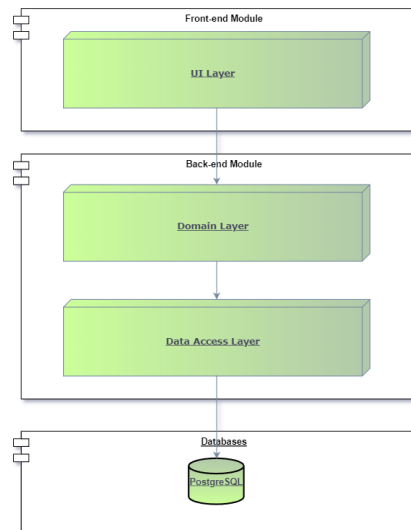 Front-end Module
UI Layer
Back-end Module
Domain Layer
Data Access Layer
Databases
PostgreSQL